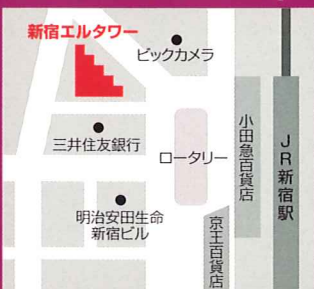 新宿エルタワー
ビックカメラ
三井住友銀行
ロータリー
小田急百貨店
JR新宿駅
明治安田生命
新宿ビル
京王百貨店